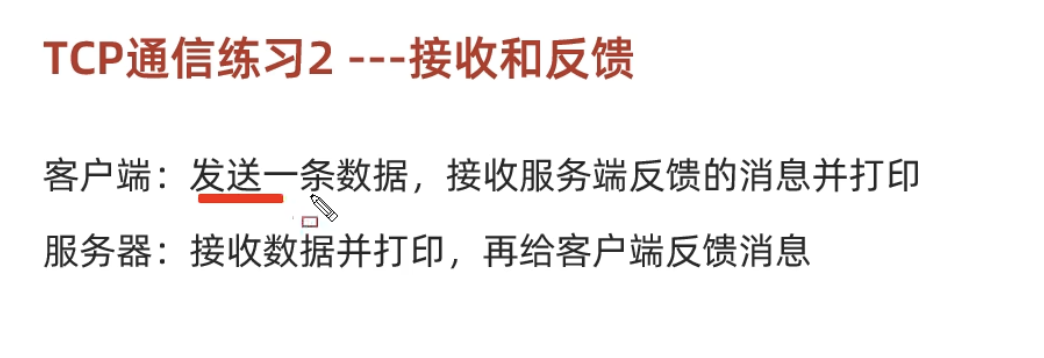 TCP通信练习2 ---接收和反馈
客户端：发送一条数据，接收服务端反馈的消息并打印
服务器：接收数据并打印，再给客户端反馈消息